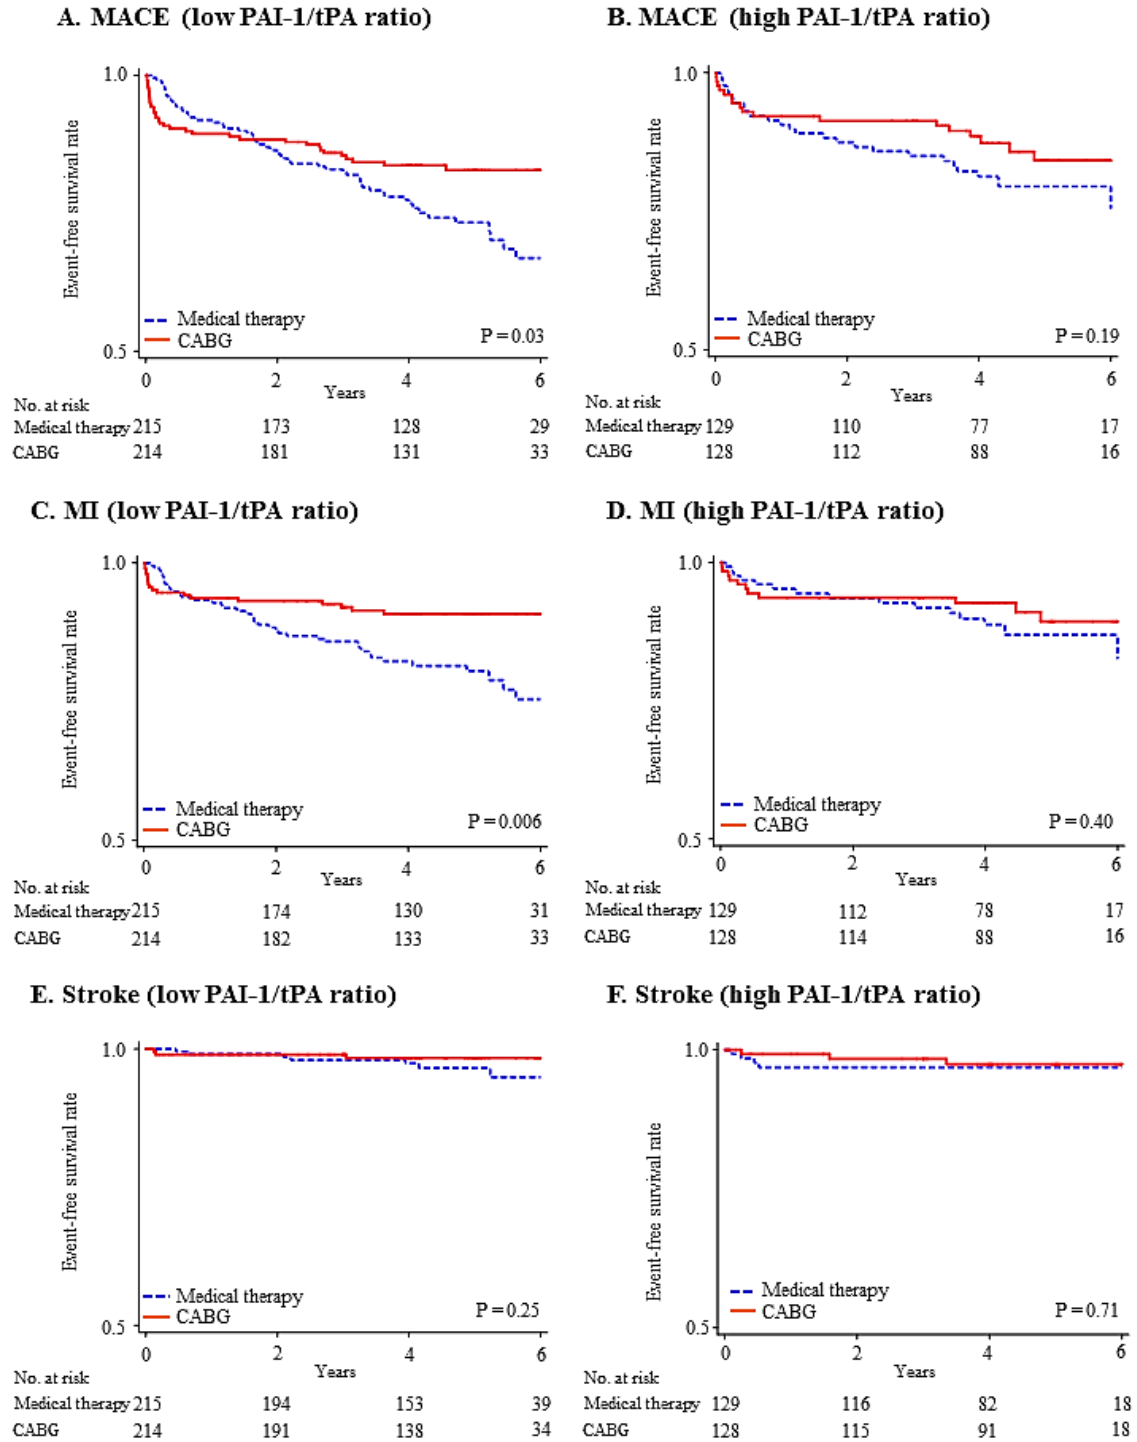 A. MACE (low PAI-1/tPA ratio)
1.0
Event-free survival rate
Medical therapy
CABG
P = 0.03
0.5
0 2 4 6
Years
No. at risk
Medical therapy 215 173 128 29
CABG 214 181 131 33
B. MACE (high PAI-1/tPA ratio)
1.0
Event-free survival rate
Medical therapy
CABG
P = 0.19
0.5
0 2 4 6
Years
No. at risk
Medical therapy 129 110 77 17
CABG 128 112 88 16
C. MI (low PAI-1/tPA ratio)
1.0
Event-free survival rate
Medical therapy
CABG
P = 0.006
0.5
0 2 4 6
Years
No. at risk
Medical therapy 215 174 130 31
CABG 214 182 133 33
D. MI (high PAI-1/tPA ratio)
1.0
Event-free survival rate
Medical therapy
CABG
P = 0.40
0.5
0 2 4 6
Years
No. at risk
Medical therapy 129 112 78 17
CABG 128 114 88 16
E. Stroke (low PAI-1/tPA ratio)
1.0
Event-free survival rate
Medical therapy
CABG
P = 0.25
0.5
0 2 4 6
Years
No. at risk
Medical therapy 215 194 153 39
CABG 214 191 138 34
F. Stroke (high PAI-1/tPA ratio)
1.0
Event-free survival rate
Medical therapy
CABG
P = 0.71
0.5
0 2 4 6
Years
No. at risk
Medical therapy 129 116 82 18
CABG 128 115 91 18